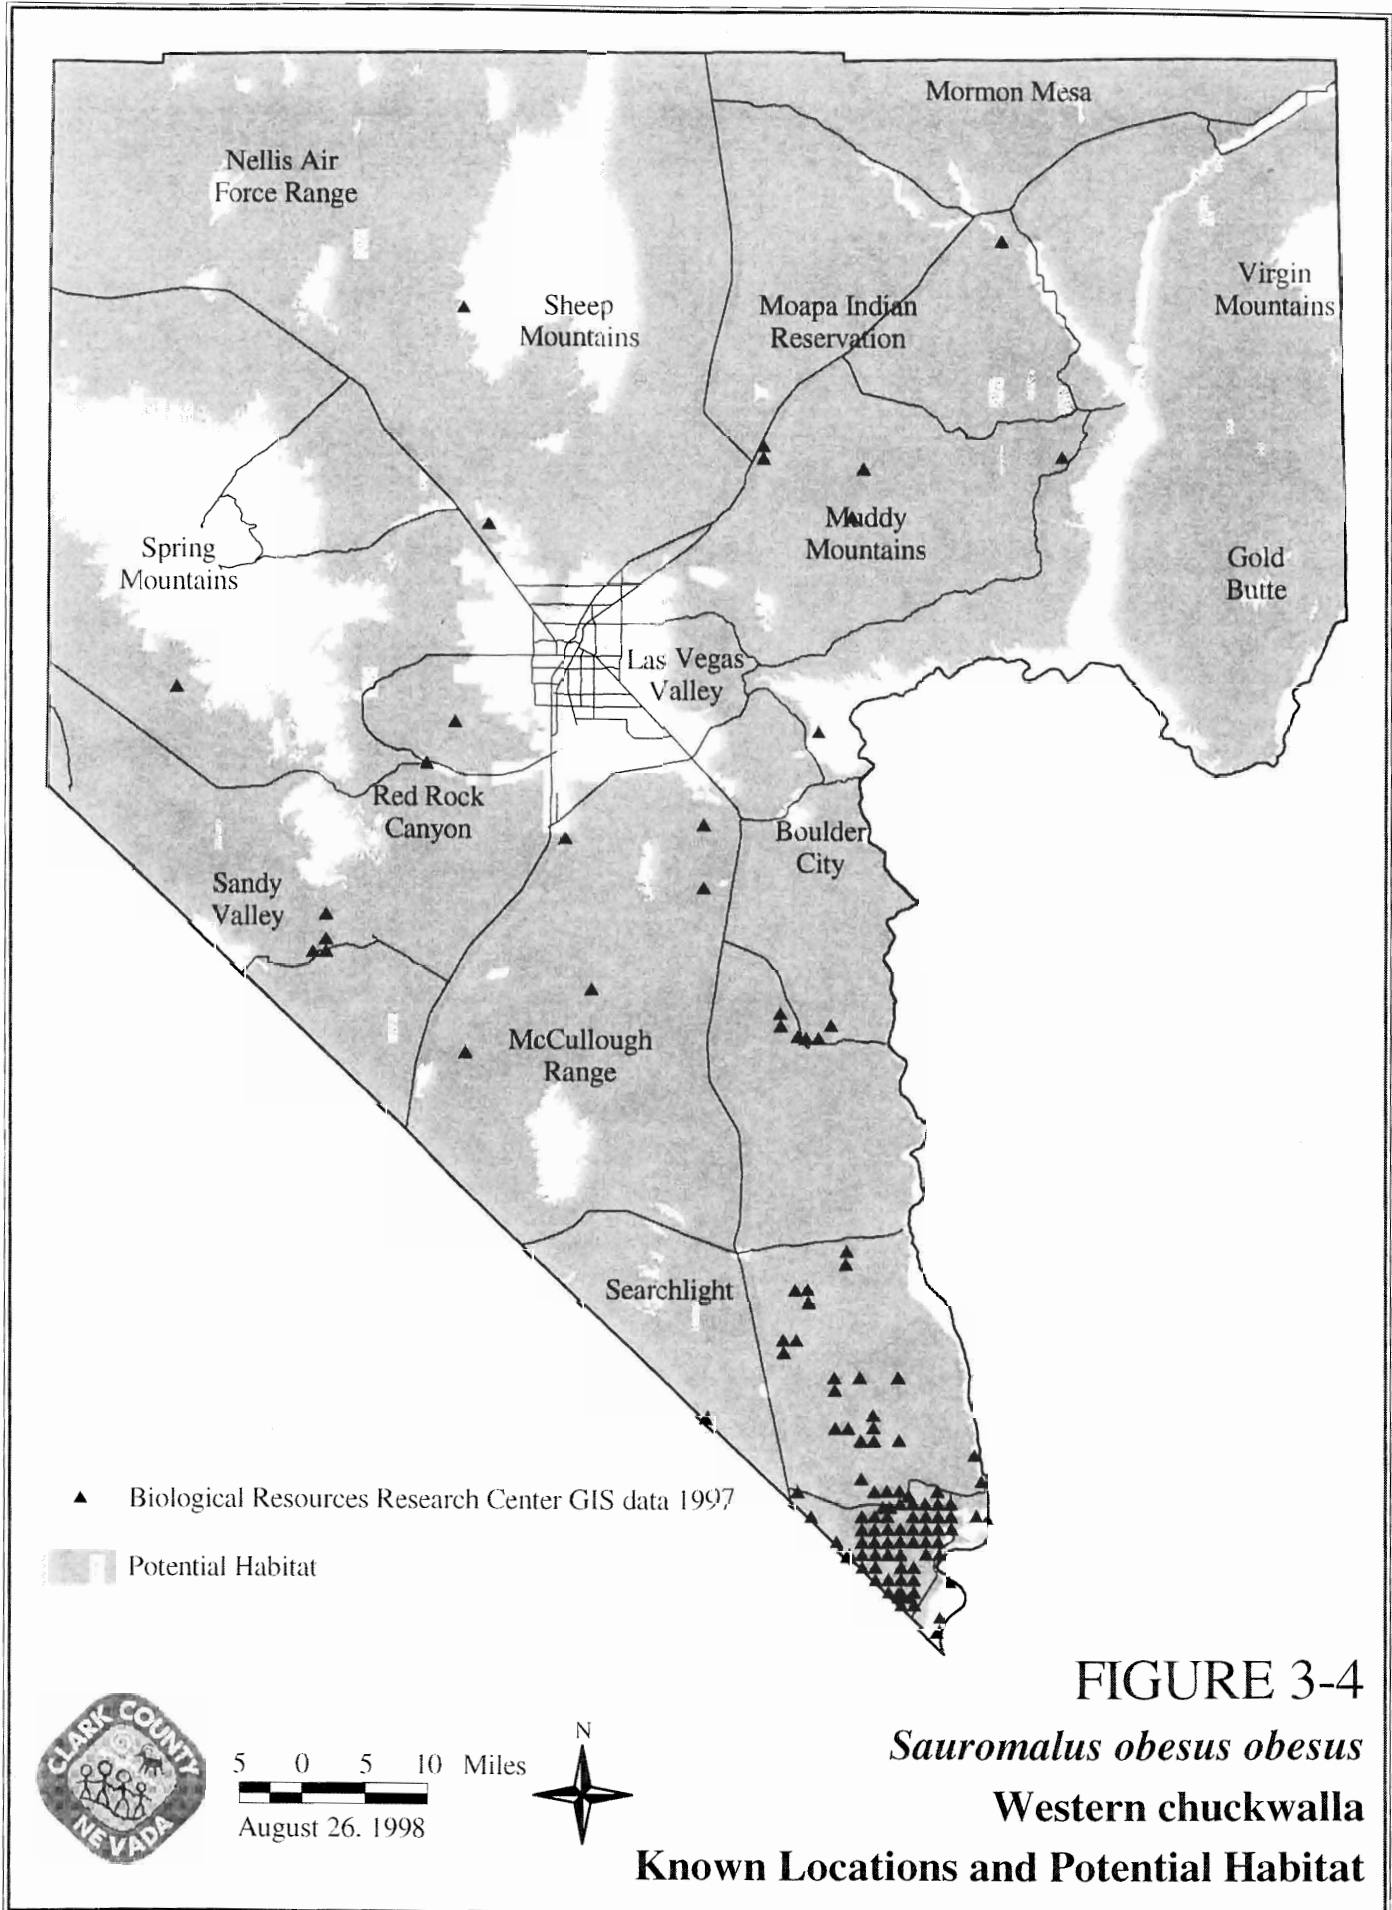 Mormon Mesa
Nellis Air
Force Range
Virgin
Mountains
Sheep
Mountains
Moapa Indian
Reservation
Muddy
Mountains
Spring
Mountains
Gold
Butte
Las Vegas
Valley
Red Rock
Canyon
Boulder
City
Sandy
Valley
McCullough
Range
Searchlight
Biological Resources Research Center GIS data 1997
Potential Habitat
FIGURE 3-4
Sauromalus obesus obesus
Western chuckwalla
Known Locations and Potential Habitat
CLARK COUNTY
NEVADA
5 0 5 10 Miles
August 26. 1998
N